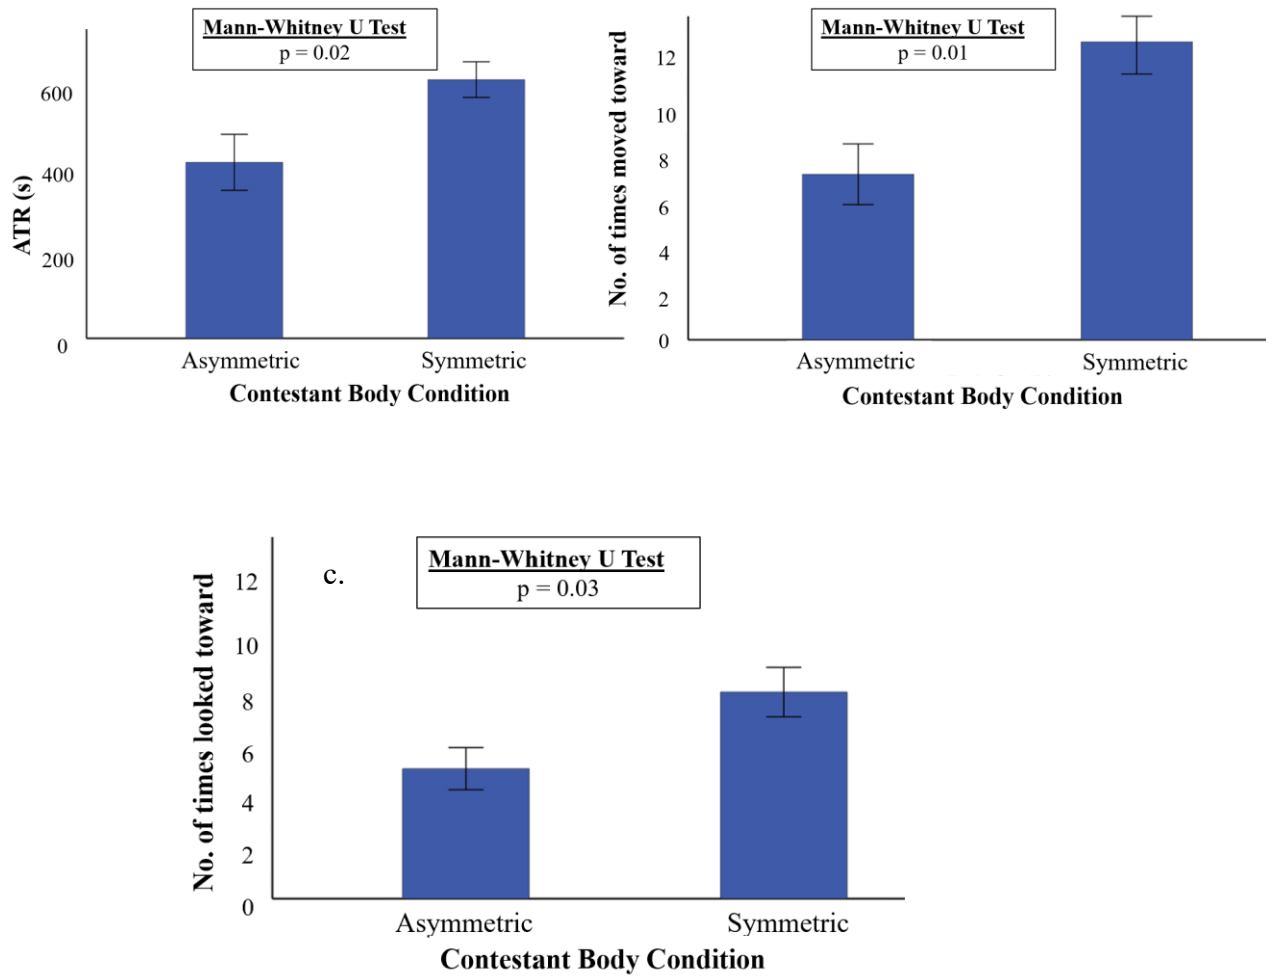 Mann-Whitney U Test
p = 0.02
600
400
200
0
ATR (s)
Asymmetric
Symmetric
Contestant Body Condition
Mann-Whitney U Test
p = 0.01
12
10
8
6
4
2
0
No. of times moved toward
Asymmetric
Symmetric
Contestant Body Condition
c.
Mann-Whitney U Test
p = 0.03
12
10
8
6
4
2
0
No. of times looked toward
Asymmetric
Symmetric
Contestant Body Condition